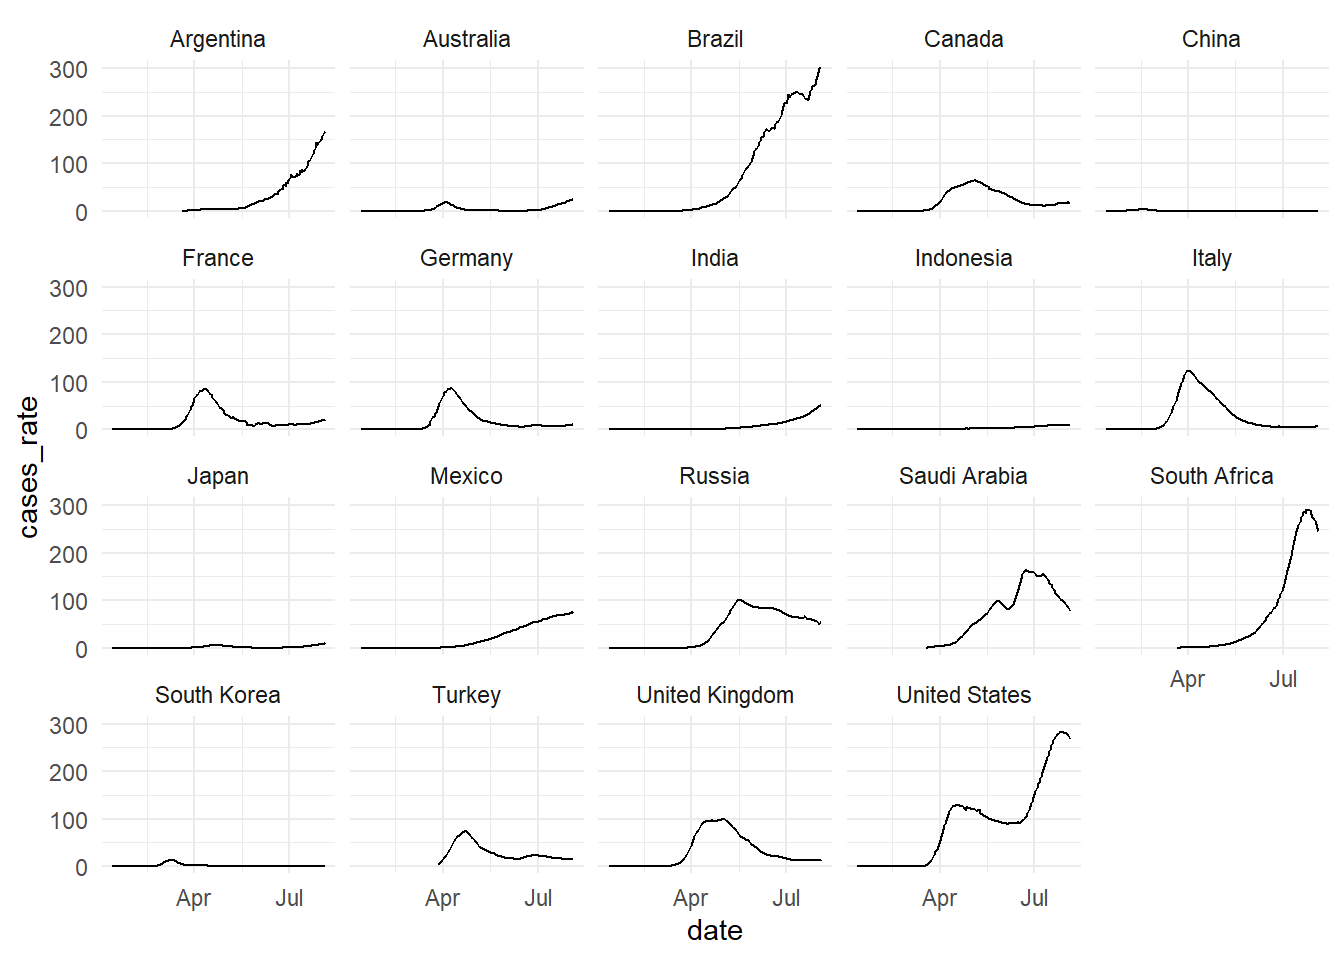 Argentina Australia Brazil Canada China
300
200
100
0
France Germany India Indonesia Italy
300
200
100
0
cases_rate
Japan Mexico Russia Saudi Arabia South Africa
300
200
100
0
Apr Jul
South Korea Turkey United Kingdom United States
300
200
100
0
Apr Jul Apr Jul Apr Jul Apr Jul
date